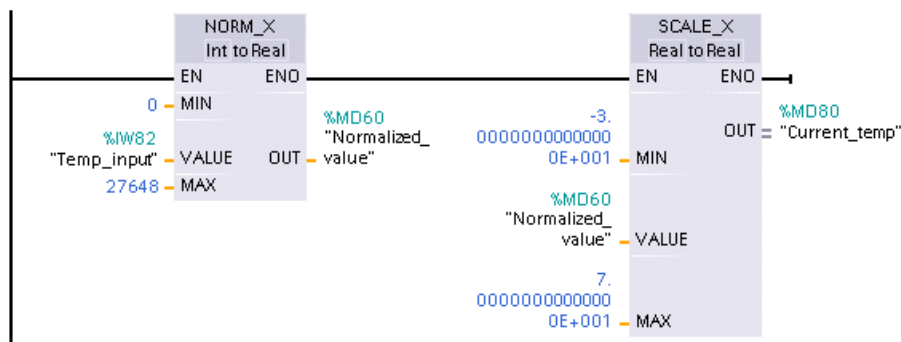 NORM_X
Int to Real
EN ENO
0 MIN
%IW82
"Temp_input" VALUE
27648 MAX
%MD60
"Normalized_
OUT value"
SCALE_X
Real to Real
EN ENO
-3.
0000000000000
0E+001 MIN
%MD80
OUT "Current_temp"
%MD60
"Normalized_
value" VALUE
7.
0000000000000
0E+001 MAX